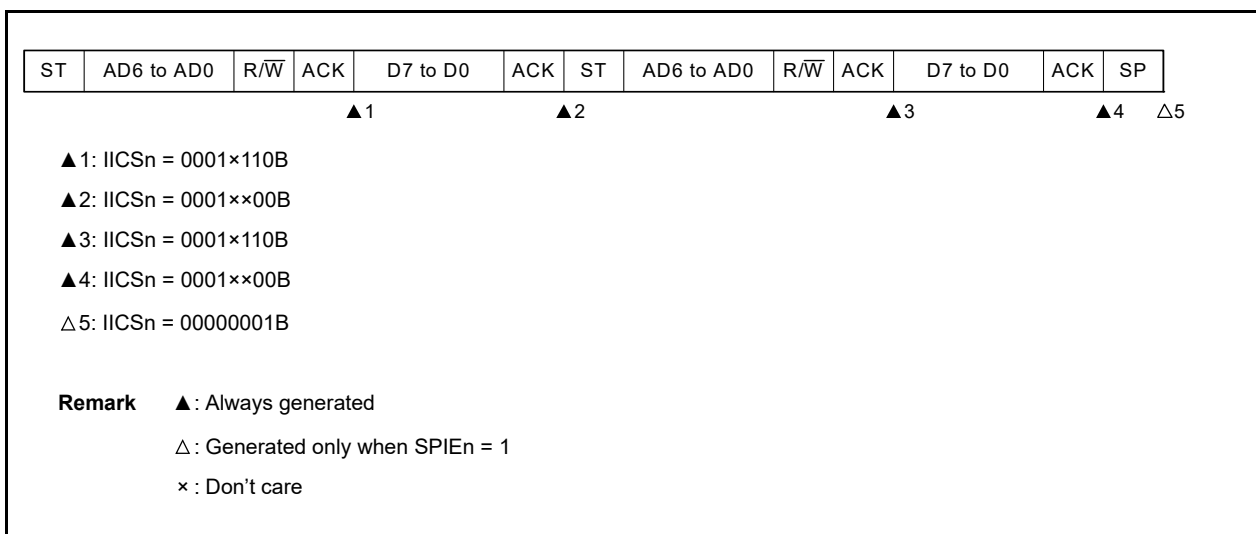 ST AD6 to AD0 R/W̅ ACK D7 to D0 ACK ST AD6 to AD0 R/W̅ ACK D7 to D0 ACK SP
▲1 ▲2 ▲3 ▲4 △5
▲1: IICSn = 0001×110B
▲2: IICSn = 0001××00B
▲3: IICSn = 0001×110B
▲4: IICSn = 0001××00B
△5: IICSn = 00000001B
Remark ▲: Always generated
△: Generated only when SPIEn = 1
×: Don’t care